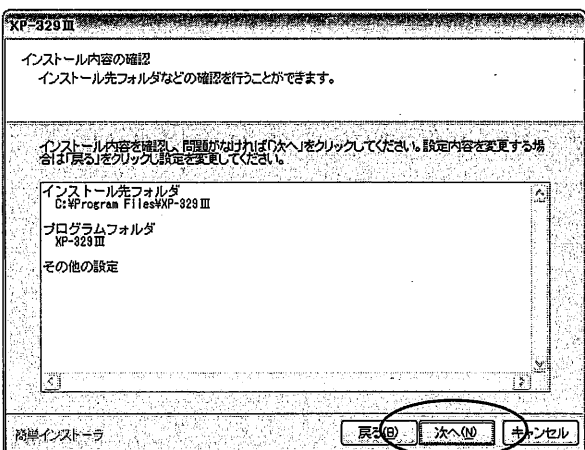 XP-329Ⅲ
インストール内容の確認
インストール先フォルダなどの確認を行うことができます。
インストール内容を確認し、問題がなければ「次へ」をクリックしてください。設定内容を変更する場
合は「戻る」をクリックし設定を変更してください。
インストール先フォルダ
C:¥Program Files¥XP-329Ⅲ
プログラムフォルダ
XP-329Ⅲ
その他の設定
簡単インストーラ
戻る(B) 次へ(N) キャンセル